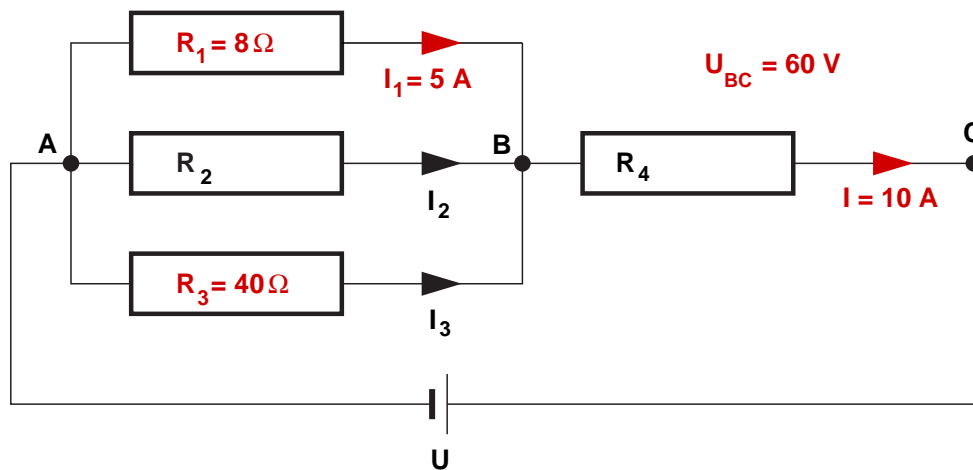 R1 = 8 Ω
I1 = 5 A
UBC = 60 V
A
R2
I2
B
R4
I = 10 A
C
R3 = 40 Ω
I3
U